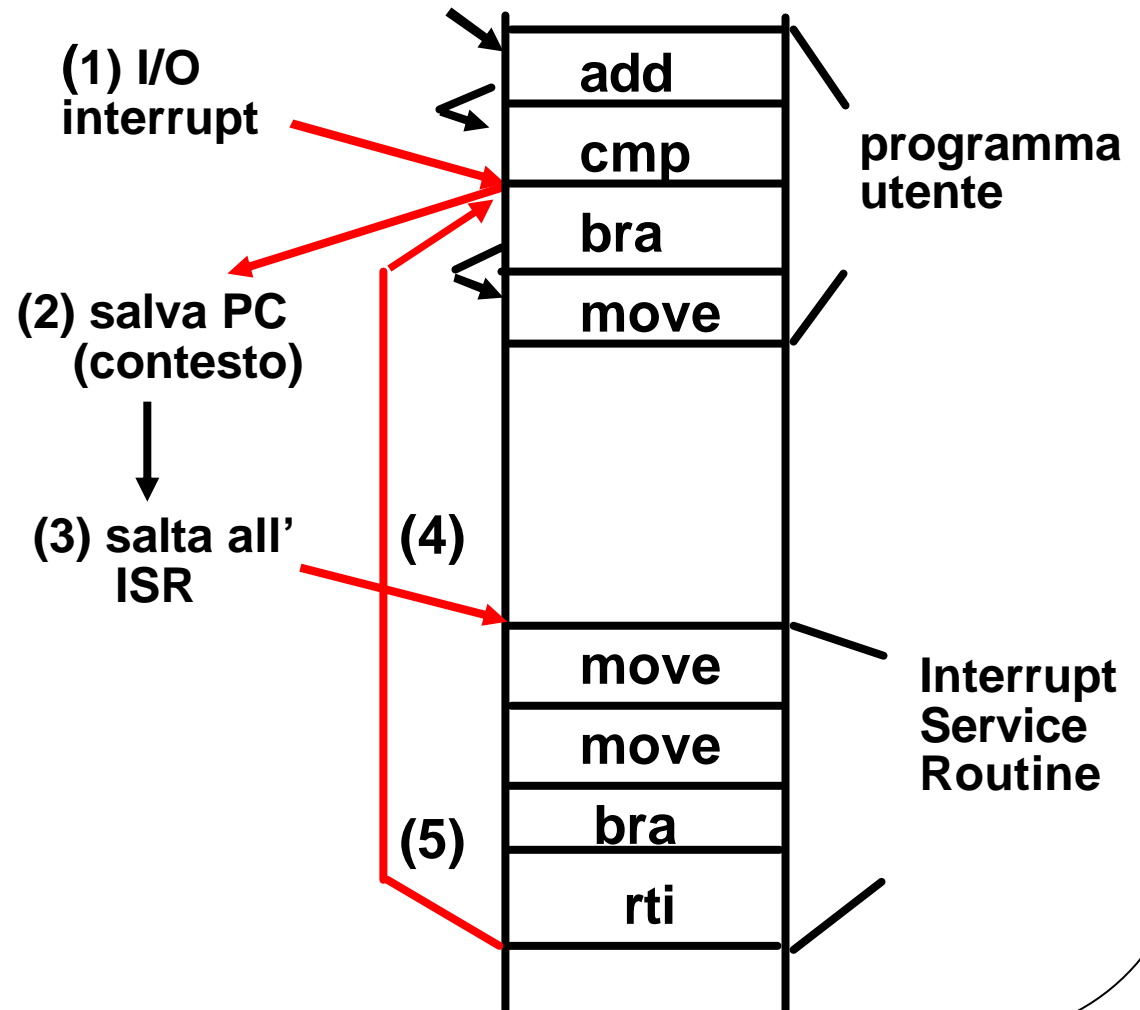 (1) I/O
interrupt
add
cmp
bra
move
programma
utente
(2) salva PC
(contesto)
(3) salta all’
ISR
(4)
move
move
bra
rti
(5)
Interrupt
Service
Routine